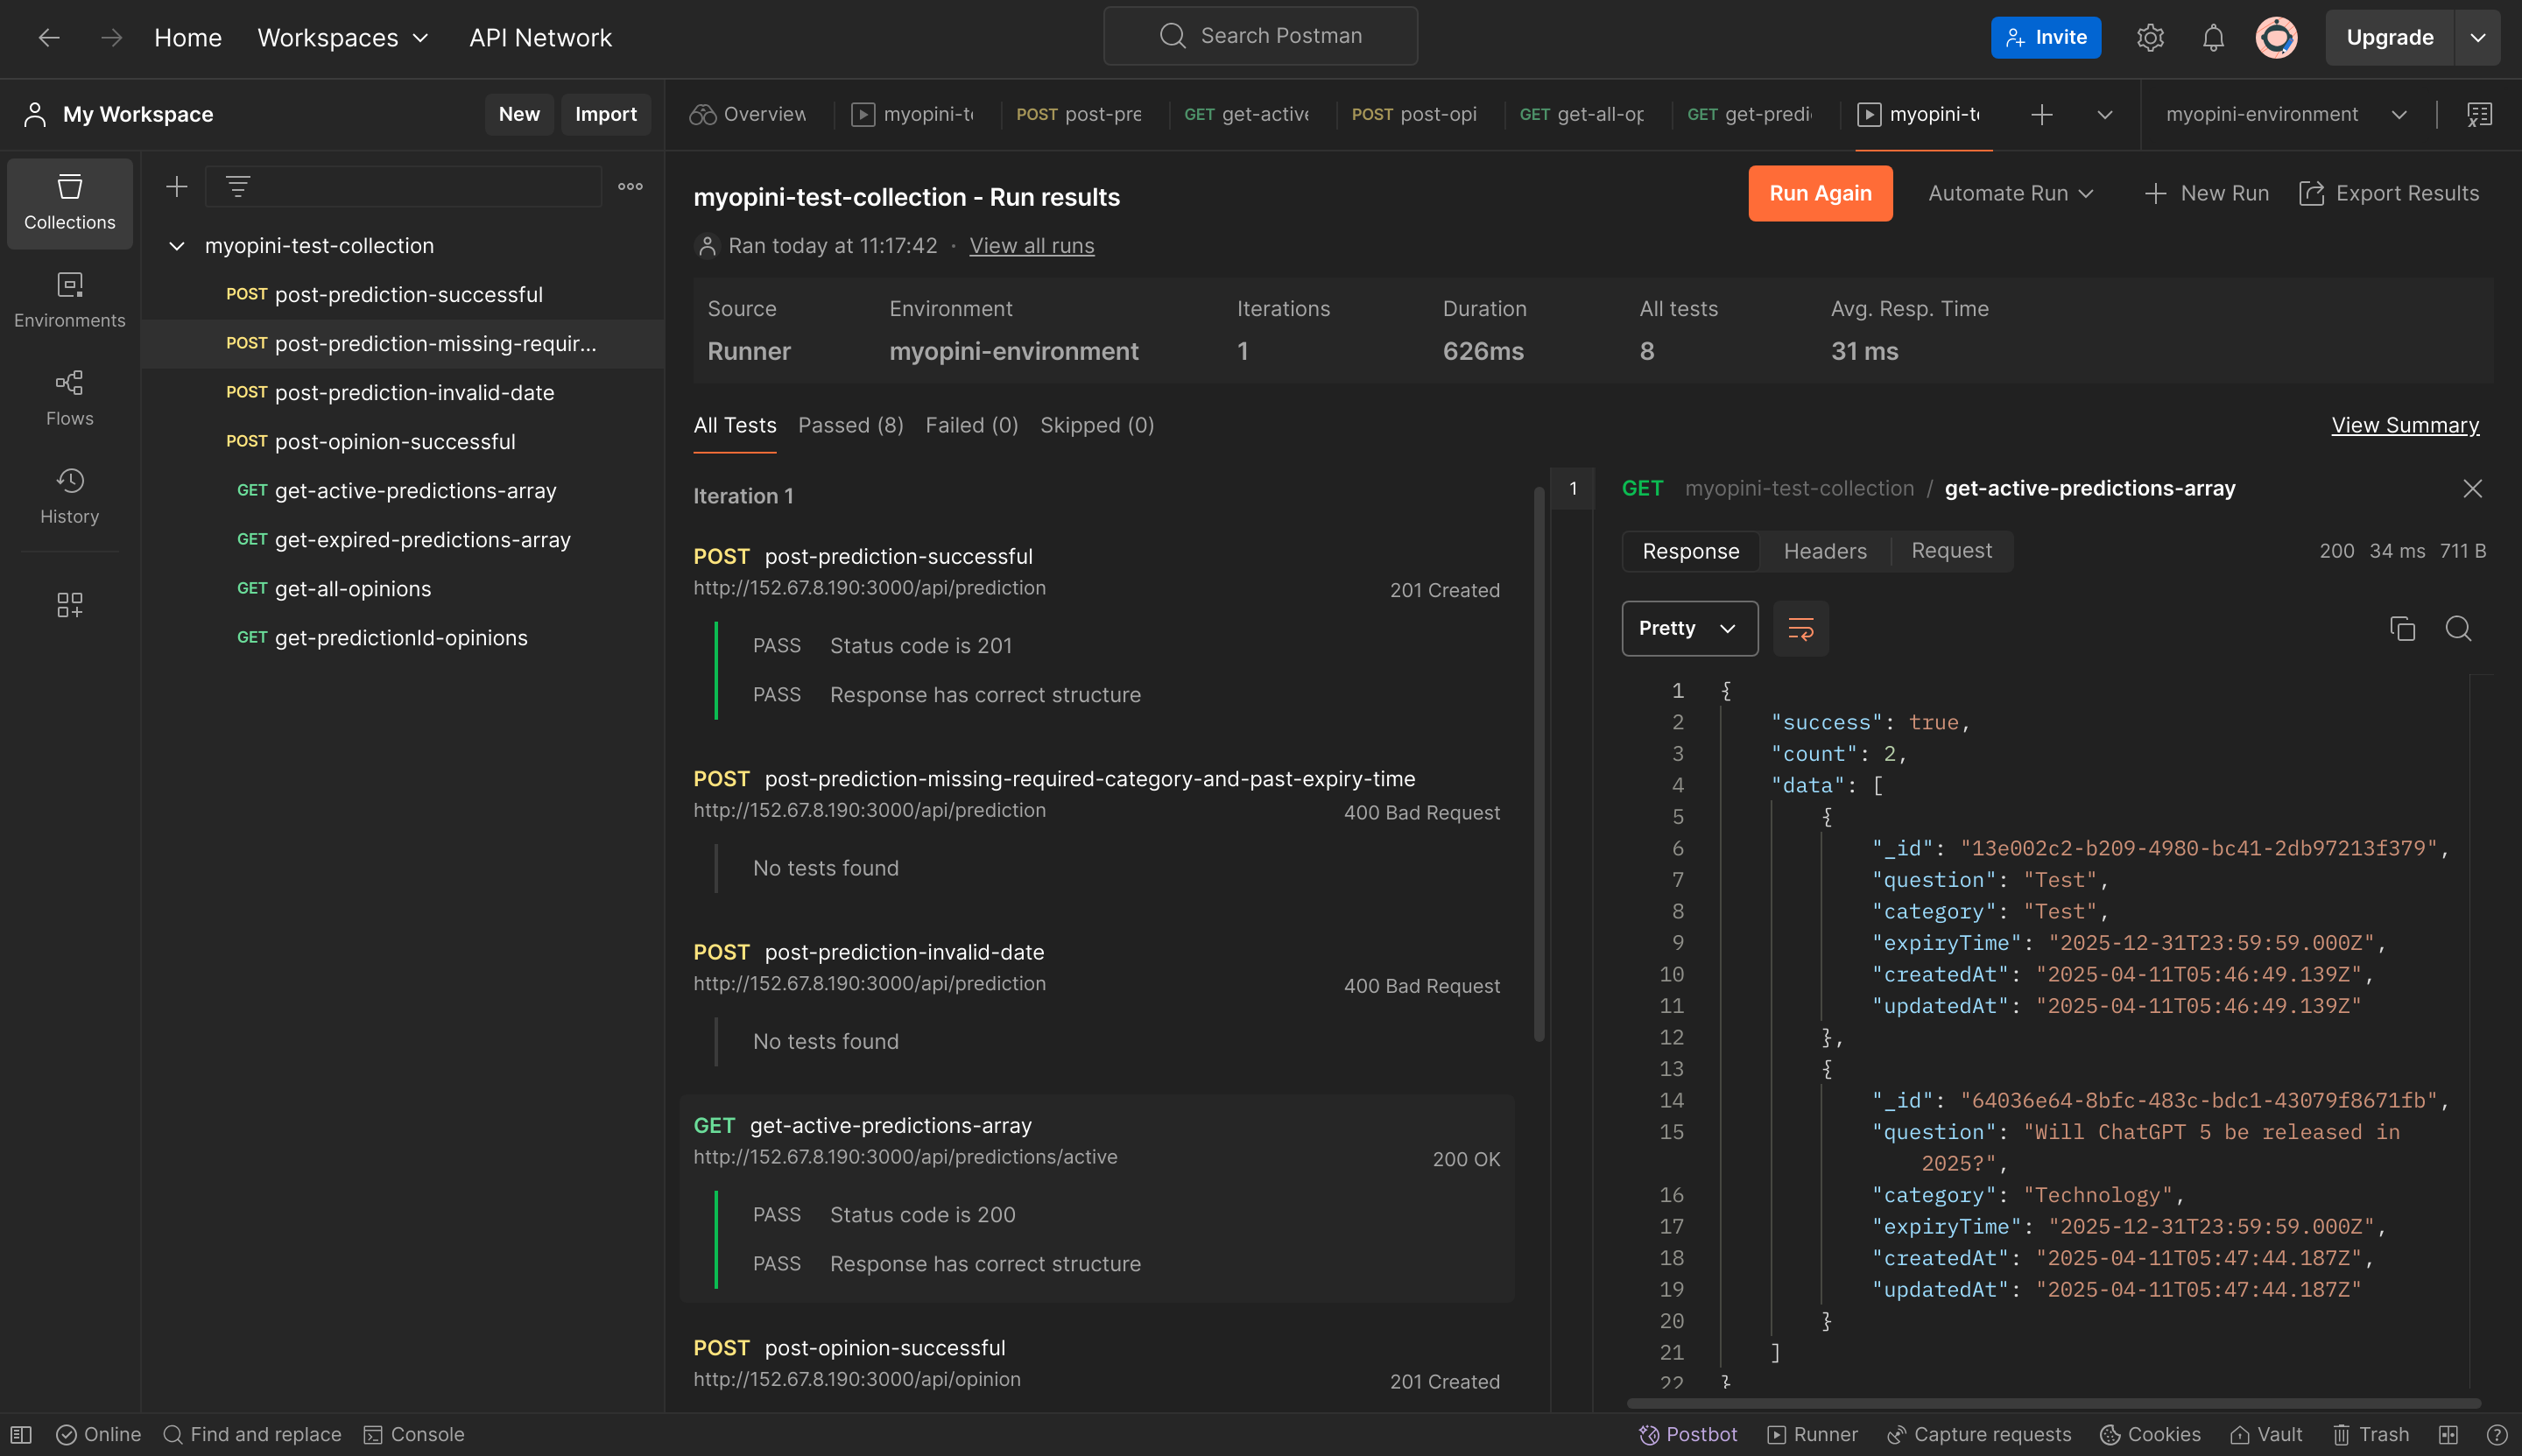 Home Workspaces API Network Search Postman Invite Upgrade
My Workspace New Import Overview myopini-te POST post-pre GET get-active POST post-opi GET get-all-op GET get-predi myopini-te myopini-environment
Collections
Environments
Flows
History
myopini-test-collection
POST post-prediction-successful
POST post-prediction-missing-requir...
POST post-prediction-invalid-date
POST post-opinion-successful
GET get-active-predictions-array
GET get-expired-predictions-array
GET get-all-opinions
GET get-predictionId-opinions
myopini-test-collection - Run results
Run Again Automate Run New Run Export Results
Ran today at 11:17:42 · View all runs
Source Environment Iterations Duration All tests Avg. Resp. Time
Runner myopini-environment 1 626ms 8 31 ms
All Tests Passed (8) Failed (0) Skipped (0) View Summary
Iteration 1
POST post-prediction-successful
http://152.67.8.190:3000/api/prediction 201 Created
PASS Status code is 201
PASS Response has correct structure
POST post-prediction-missing-required-category-and-past-expiry-time
http://152.67.8.190:3000/api/prediction 400 Bad Request
No tests found
POST post-prediction-invalid-date
http://152.67.8.190:3000/api/prediction 400 Bad Request
No tests found
GET get-active-predictions-array
http://152.67.8.190:3000/api/predictions/active 200 OK
PASS Status code is 200
PASS Response has correct structure
POST post-opinion-successful
http://152.67.8.190:3000/api/opinion 201 Created
1
GET myopini-test-collection / get-active-predictions-array
Response Headers Request 200 34 ms 711 B
Pretty
1 {
2 "success": true,
3 "count": 2,
4 "data": [
5 {
6 "_id": "13e002c2-b209-4980-bc41-2db97213f379",
7 "question": "Test",
8 "category": "Test",
9 "expiryTime": "2025-12-31T23:59:59.000Z",
10 "createdAt": "2025-04-11T05:46:49.139Z",
11 "updatedAt": "2025-04-11T05:46:49.139Z"
12 },
13 {
14 "_id": "64036e64-8bfc-483c-bdc1-43079f8671fb",
15 "question": "Will ChatGPT 5 be released in
2025?",
16 "category": "Technology",
17 "expiryTime": "2025-12-31T23:59:59.000Z",
18 "createdAt": "2025-04-11T05:47:44.187Z",
19 "updatedAt": "2025-04-11T05:47:44.187Z"
20 }
21 ]
22 }
Online Find and replace Console Postbot Runner Capture requests Cookies Vault Trash